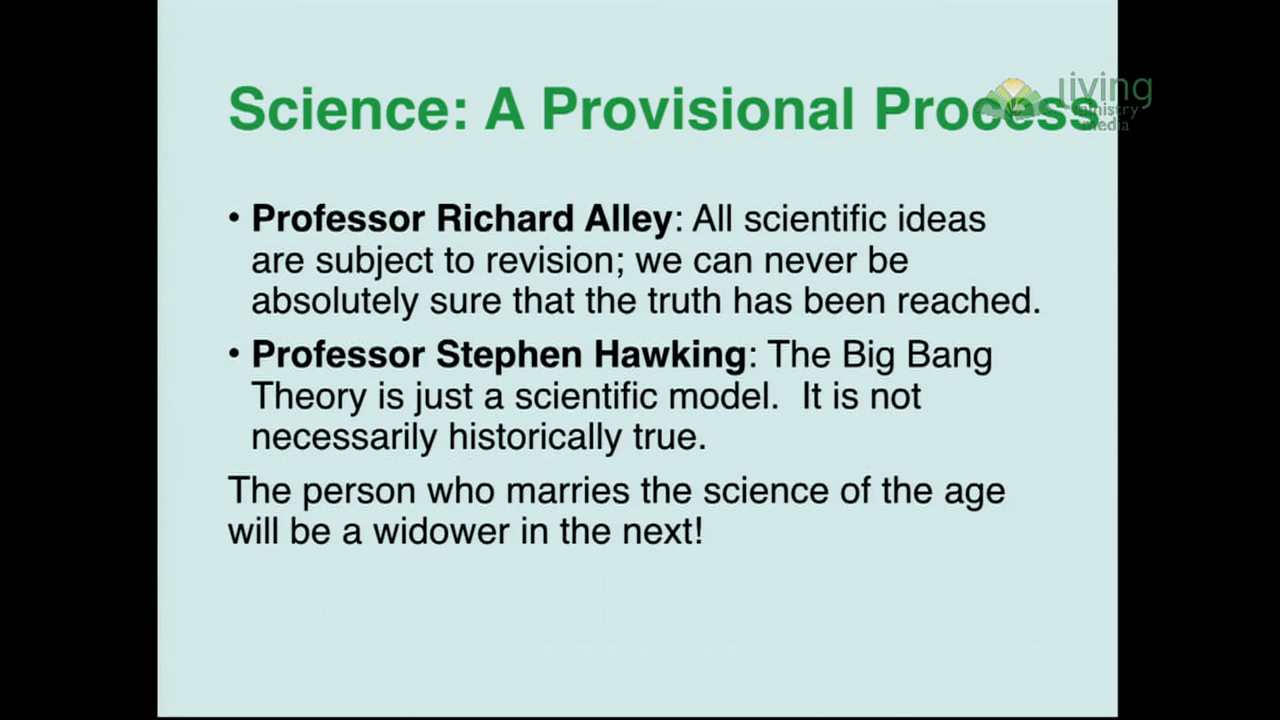 Science: A Provisional Process
living
ministry
media
• Professor Richard Alley: All scientific ideas
are subject to revision; we can never be
absolutely sure that the truth has been reached.
• Professor Stephen Hawking: The Big Bang
Theory is just a scientific model.  It is not
necessarily historically true.
The person who marries the science of the age
will be a widower in the next!